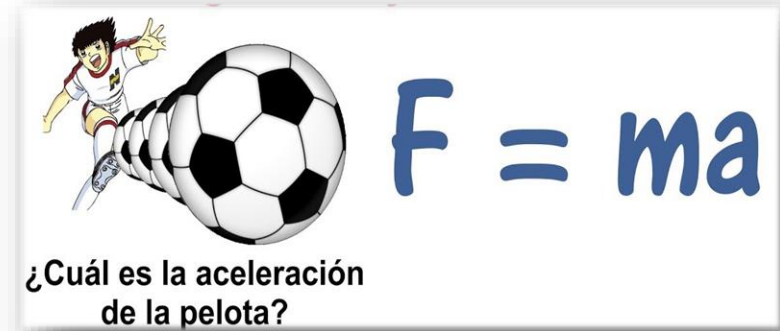 F = ma
¿Cuál es la aceleración
de la pelota?